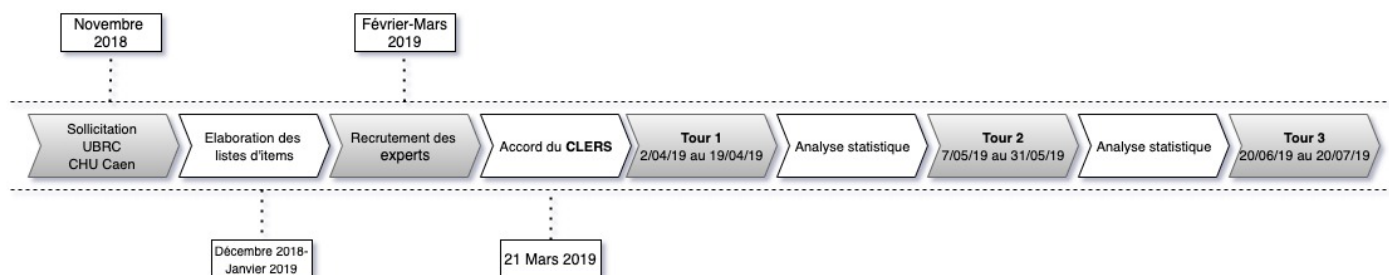 Novembre
2018
Février-Mars
2019
Sollicitation
UBRC
CHU Caen
Elaboration des
listes d'items
Recrutement des
experts
Accord du CLERS
Tour 1
2/04/19 au 19/04/19
Analyse statistique
Tour 2
7/05/19 au 31/05/19
Analyse statistique
Tour 3
20/06/19 au 20/07/19
Décembre 2018-
Janvier 2019
21 Mars 2019